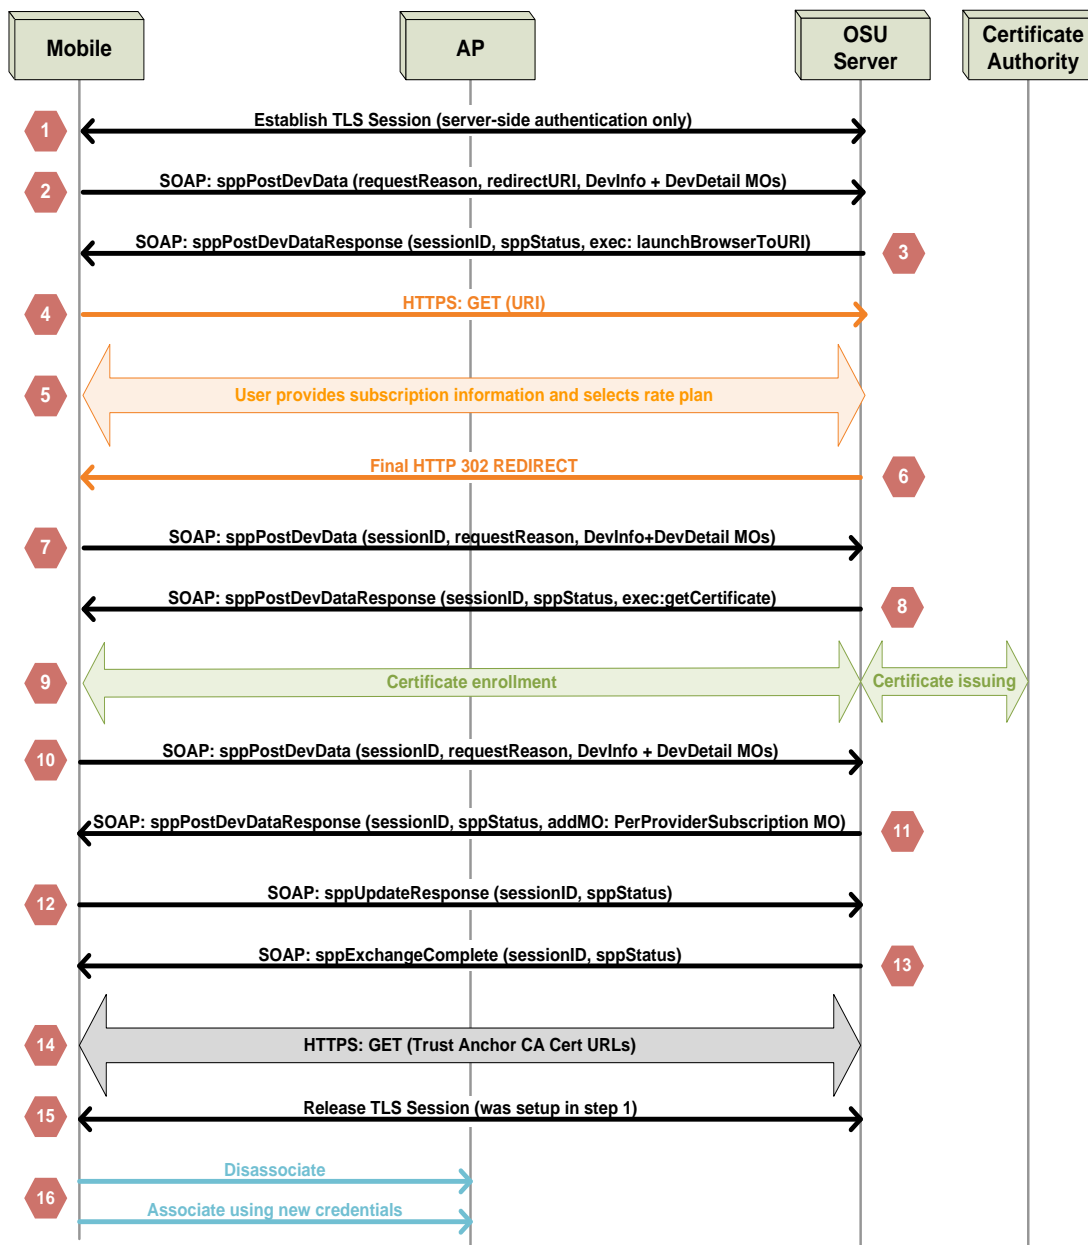 Mobile
AP
OSU
Server
Certificate
Authority
1
Establish TLS Session (server-side authentication only)
2
SOAP: sppPostDevData (requestReason, redirectURI, DevInfo + DevDetail MOs)
SOAP: sppPostDevDataResponse (sessionID, sppStatus, exec: launchBrowserToURI)
3
4
HTTPS: GET (URI)
5
User provides subscription information and selects rate plan
Final HTTP 302 REDIRECT
6
7
SOAP: sppPostDevData (sessionID, requestReason, DevInfo+DevDetail MOs)
SOAP: sppPostDevDataResponse (sessionID, sppStatus, exec:getCertificate)
8
9
Certificate enrollment
Certificate issuing
10
SOAP: sppPostDevData (sessionID, requestReason, DevInfo + DevDetail MOs)
SOAP: sppPostDevDataResponse (sessionID, sppStatus, addMO: PerProviderSubscription MO)
11
12
SOAP: sppUpdateResponse (sessionID, sppStatus)
SOAP: sppExchangeComplete (sessionID, sppStatus)
13
14
HTTPS: GET (Trust Anchor CA Cert URLs)
15
Release TLS Session (was setup in step 1)
16
Disassociate
Associate using new credentials